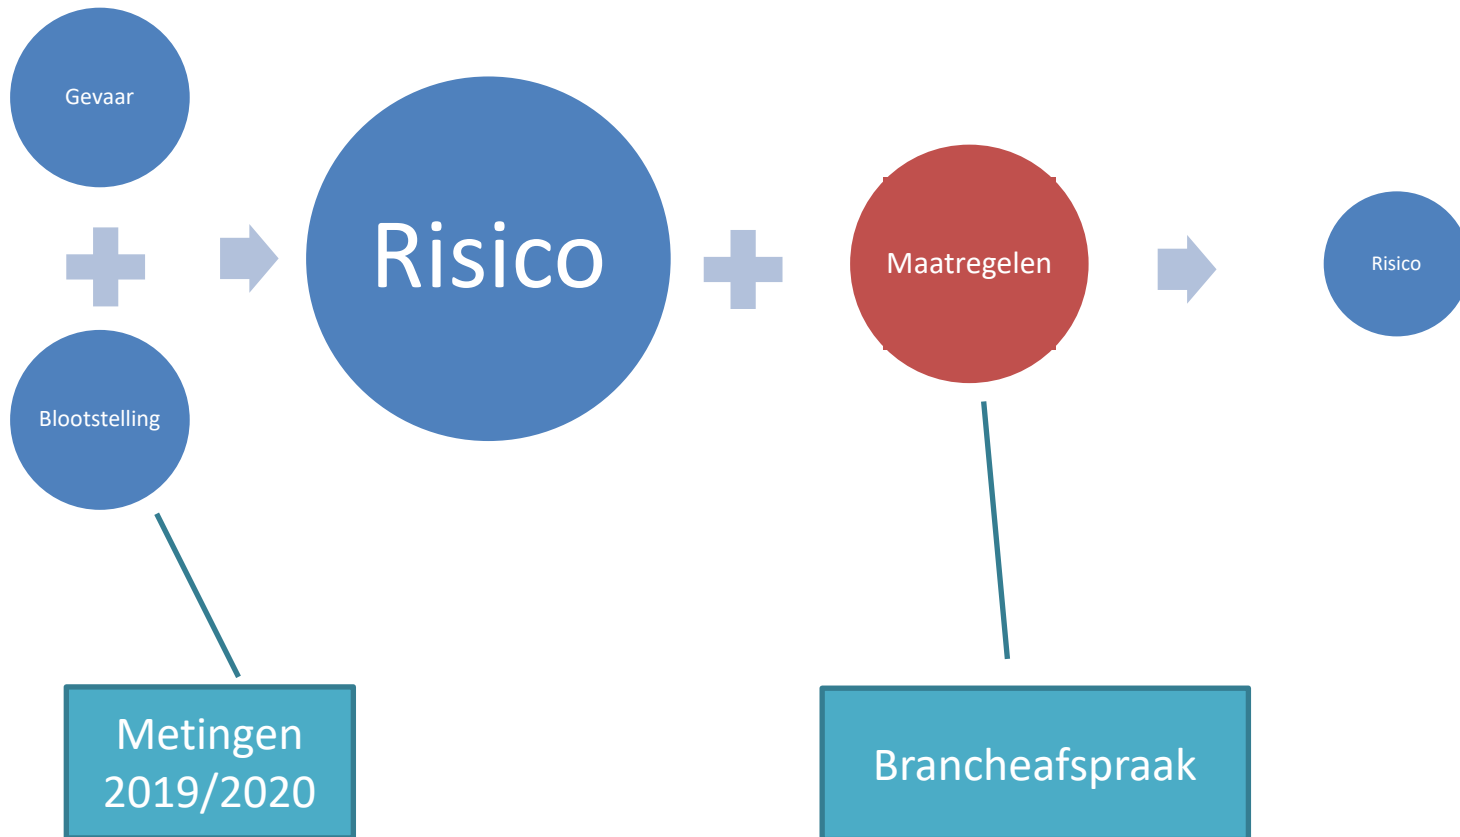 Gevaar
Blootstelling
Risico
Maatregelen
Risico
Metingen
2019/2020
Brancheafspraak